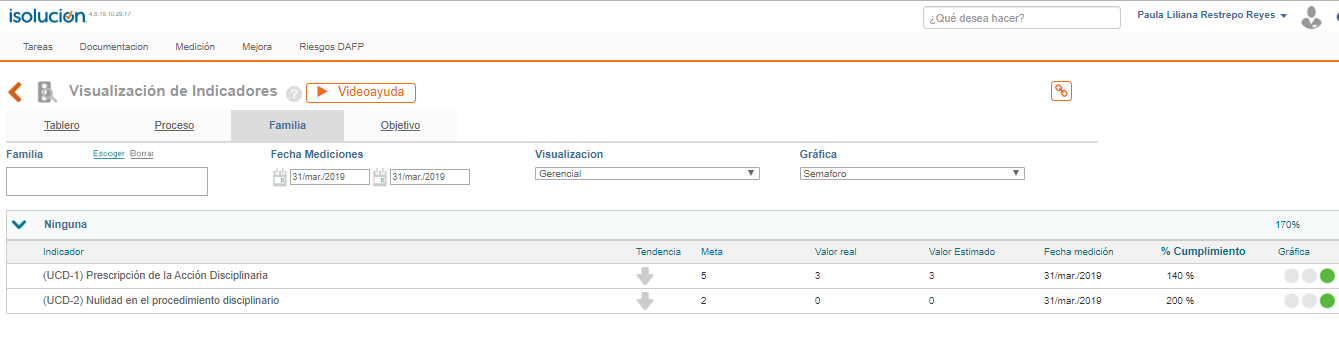 isolución 4.8.19.10.29.17
¿Qué desea hacer?
Paula Liliana Restrepo Reyes
Tareas Documentacion Medición Mejora Riesgos DAFP
Visualización de Indicadores ? Videoayuda
Tablero Proceso Familia Objetivo
Familia Escoger Borrar Fecha Mediciones Visualizacion Gráfica
31/mar./2019 31/mar./2019 Gerencial Semaforo
Ninguna 170%
Indicador Tendencia Meta Valor real Valor Estimado Fecha medición % Cumplimiento Gráfica
(UCD-1) Prescripción de la Acción Disciplinaria 5 3 3 31/mar./2019 140 %
(UCD-2) Nulidad en el procedimiento disciplinario 2 0 0 31/mar./2019 200 %